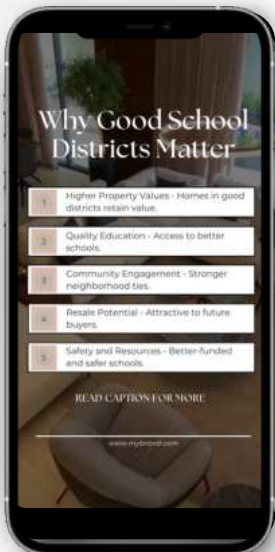 Why Good School
Districts Matter
1
Higher Property Values - Homes in good
districts retain value.
2
Quality Education - Access to better
schools.
3
Community Engagement - Stronger
neighborhood ties.
4
Resale Potential - Attractive to future
buyers.
5
Safety and Resources - Better-funded
and safer schools.
READ CAPTION FOR MORE
www.mybrand.com